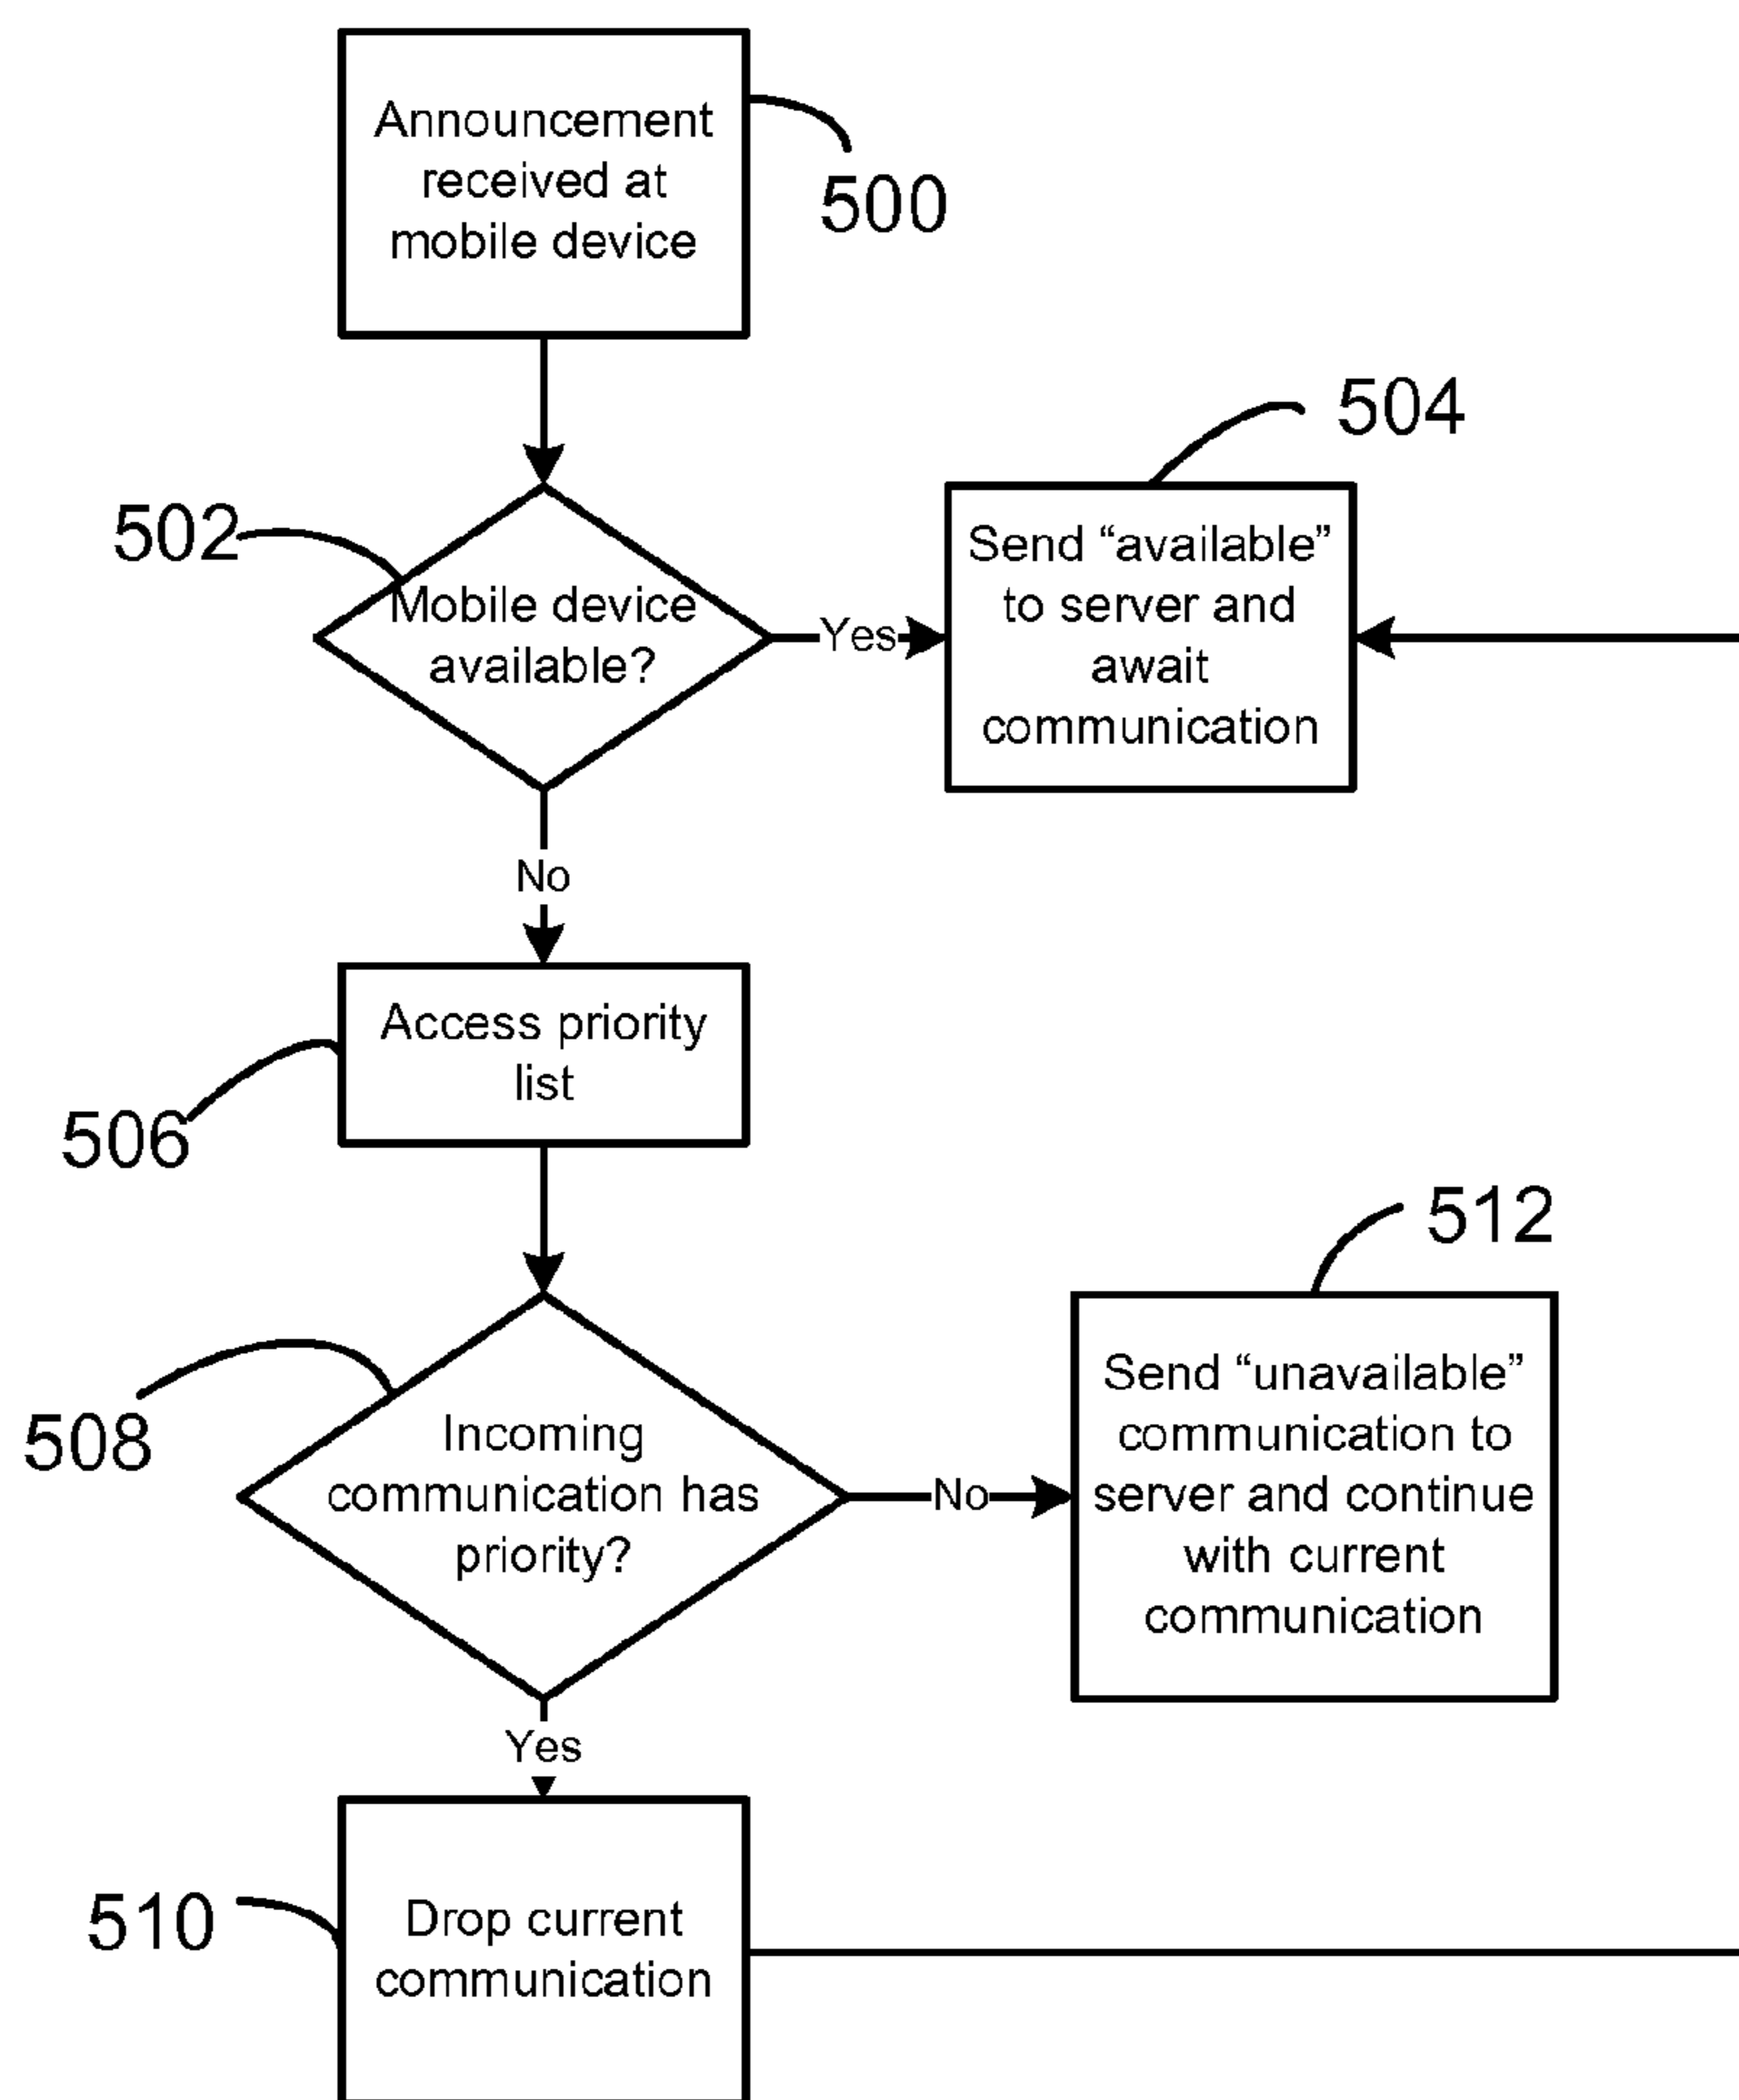 Announcement
received at
mobile device
500
504
502
Mobile device
available?
Yes
Send “available”
to server and
await
communication
No
Access priority
list
506
512
508
Incoming
communication has
priority?
No
Send “unavailable”
communication to
server and continue
with current
communication
Yes
510
Drop current
communication